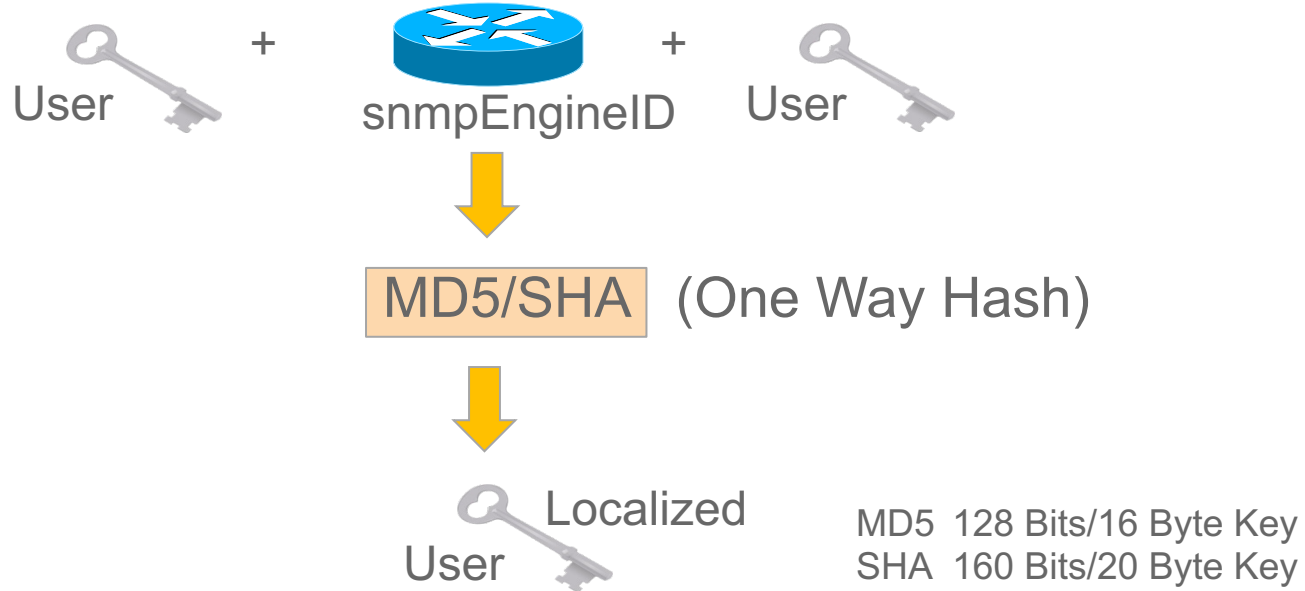 + +
User snmpEngineID User
MD5/SHA (One Way Hash)
Localized
User
MD5 128 Bits/16 Byte Key
SHA 160 Bits/20 Byte Key